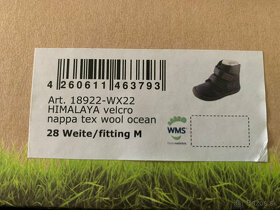 4 260611 463793
Art. 18922-WX22
HIMALAYA velcro
nappa tex wool ocean
28 Weite/fitting M
WMS